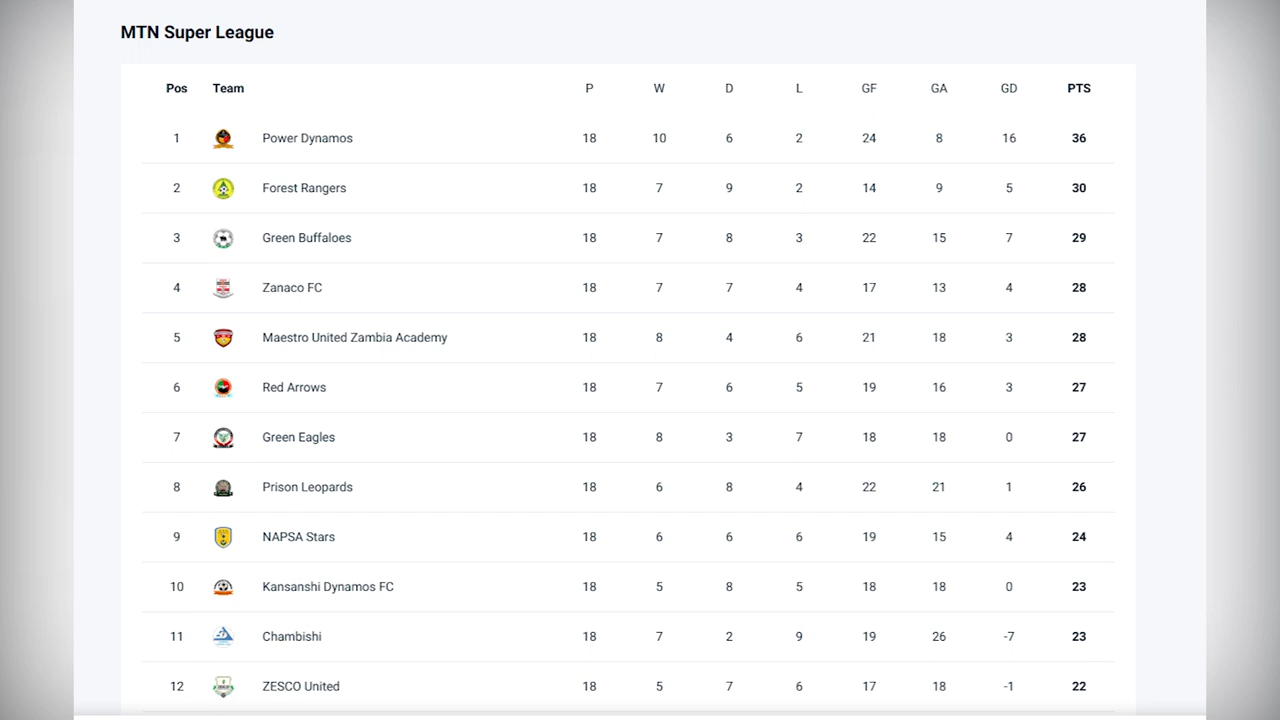 MTN Super League
Pos Team P W D L GF GA GD PTS
1 Power Dynamos 18 10 6 2 24 8 16 36
2 Forest Rangers 18 7 9 2 14 9 5 30
3 Green Buffaloes 18 7 8 3 22 15 7 29
4 Zanaco FC 18 7 7 4 17 13 4 28
5 Maestro United Zambia Academy 18 8 4 6 21 18 3 28
6 Red Arrows 18 7 6 5 19 16 3 27
7 Green Eagles 18 8 3 7 18 18 0 27
8 Prison Leopards 18 6 8 4 22 21 1 26
9 NAPSA Stars 18 6 6 6 19 15 4 24
10 Kansanshi Dynamos FC 18 5 8 5 18 18 0 23
11 Chambishi 18 7 2 9 19 26 -7 23
12 ZESCO United 18 5 7 6 17 18 -1 22